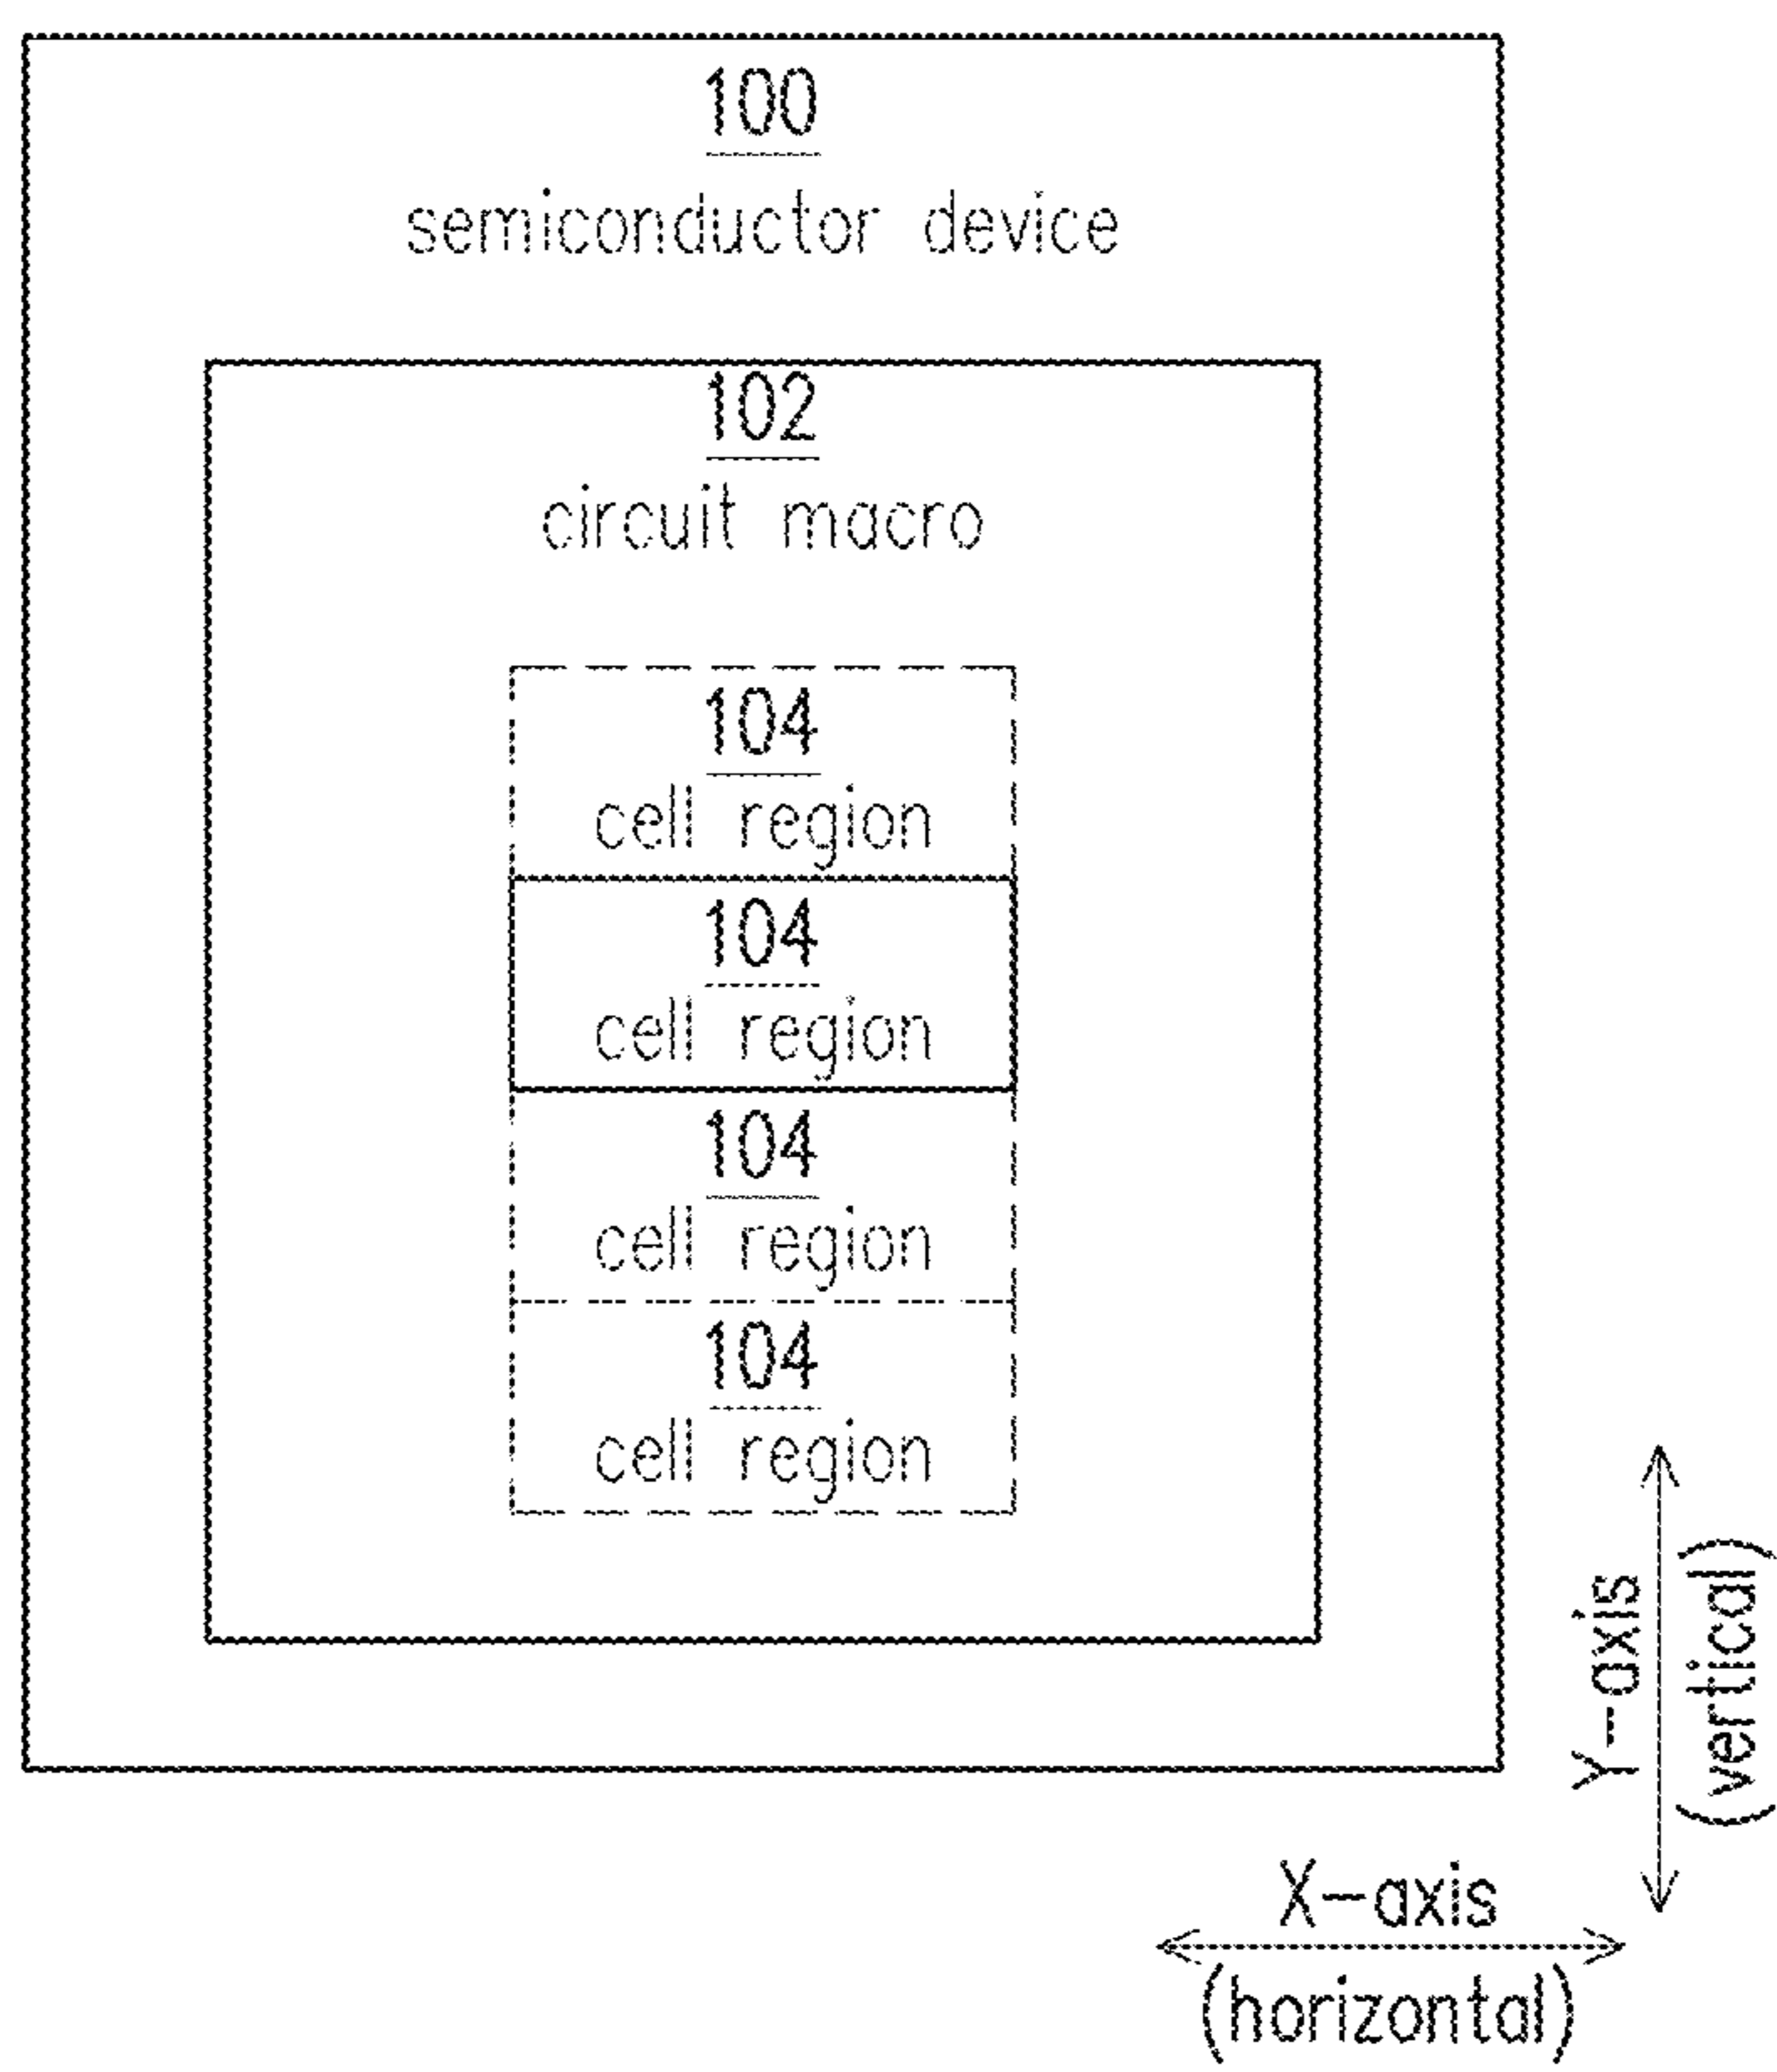 100
semiconductor device
102
circuit macro
104
cell region
104
cell region
104
cell region
104
cell region
Y-axis
(vertical)
X-axis
(horizontal)